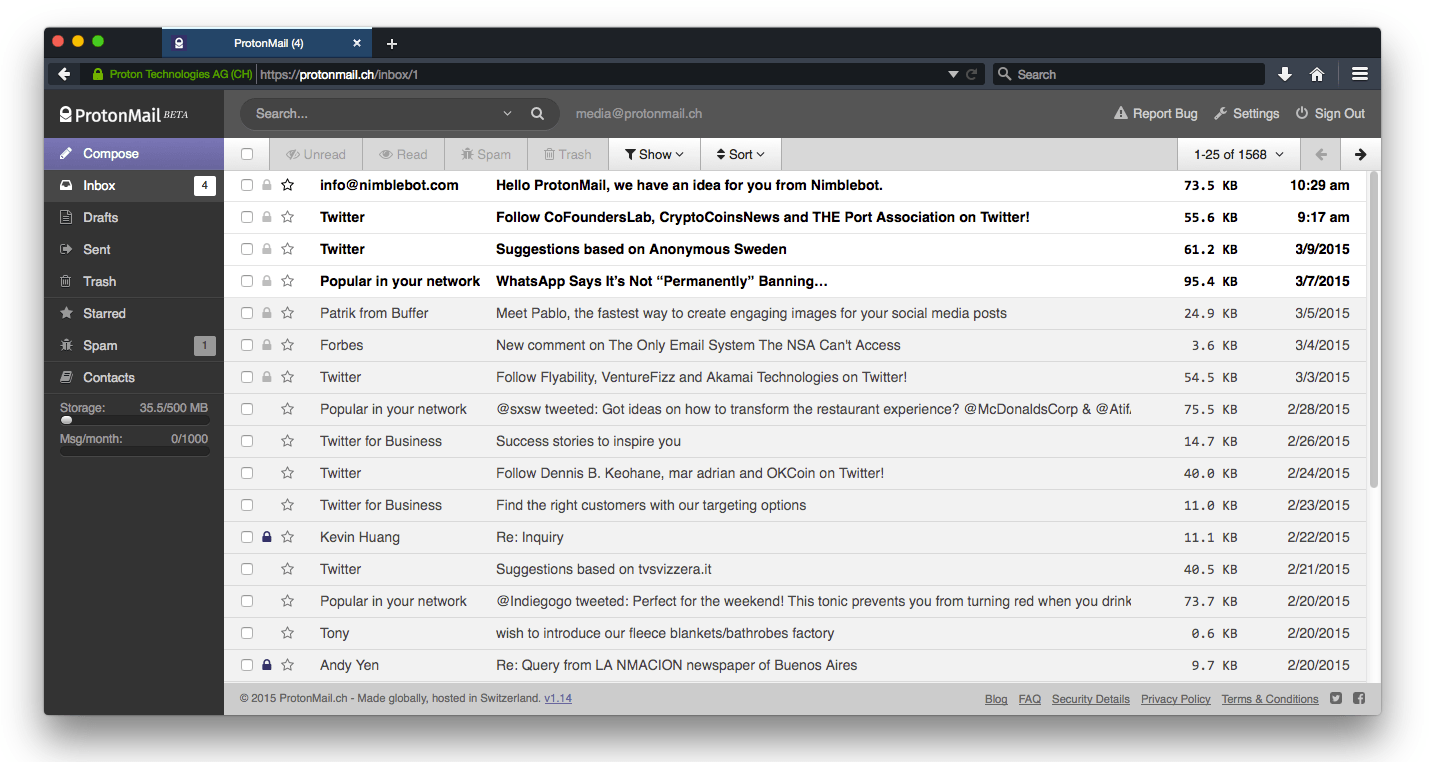 ProtonMail (4)
Proton Technologies AG (CH) https://protonmail.ch/inbox/1 Search
ProtonMail BETA Search... media@protonmail.ch Report Bug Settings Sign Out
Compose Unread Read Spam Trash Show Sort 1-25 of 1568
Inbox 4 info@nimblebot.com Hello ProtonMail, we have an idea for you from Nimblebot. 73.5 KB 10:29 am
Drafts Twitter Follow CoFoundersLab, CryptoCoinsNews and THE Port Association on Twitter! 55.6 KB 9:17 am
Sent Twitter Suggestions based on Anonymous Sweden 61.2 KB 3/9/2015
Trash Popular in your network WhatsApp Says It’s Not “Permanently” Banning… 95.4 KB 3/7/2015
Starred Patrik from Buffer Meet Pablo, the fastest way to create engaging images for your social media posts 24.9 KB 3/5/2015
Spam 1 Forbes New comment on The Only Email System The NSA Can't Access 3.6 KB 3/4/2015
Contacts Twitter Follow Flyability, VentureFizz and Akamai Technologies on Twitter! 54.5 KB 3/3/2015
Storage: 35.5/500 MB Popular in your network @sxsw tweeted: Got ideas on how to transform the restaurant experience? @McDonaldsCorp & @Atif 75.5 KB 2/28/2015
Msg/month: 0/1000 Twitter for Business Success stories to inspire you 14.7 KB 2/26/2015
Twitter Follow Dennis B. Keohane, mar adrian and OKCoin on Twitter! 40.0 KB 2/24/2015
Twitter for Business Find the right customers with our targeting options 11.0 KB 2/23/2015
Kevin Huang Re: Inquiry 11.1 KB 2/22/2015
Twitter Suggestions based on tvsvizzera.it 40.5 KB 2/21/2015
Popular in your network @Indiegogo tweeted: Perfect for the weekend! This tonic prevents you from turning red when you drink 73.7 KB 2/20/2015
Tony wish to introduce our fleece blankets/bathrobes factory 0.6 KB 2/20/2015
Andy Yen Re: Query from LA NMACION newspaper of Buenos Aires 9.7 KB 2/20/2015
© 2015 ProtonMail.ch - Made globally, hosted in Switzerland. v1.14 Blog FAQ Security Details Privacy Policy Terms & Conditions